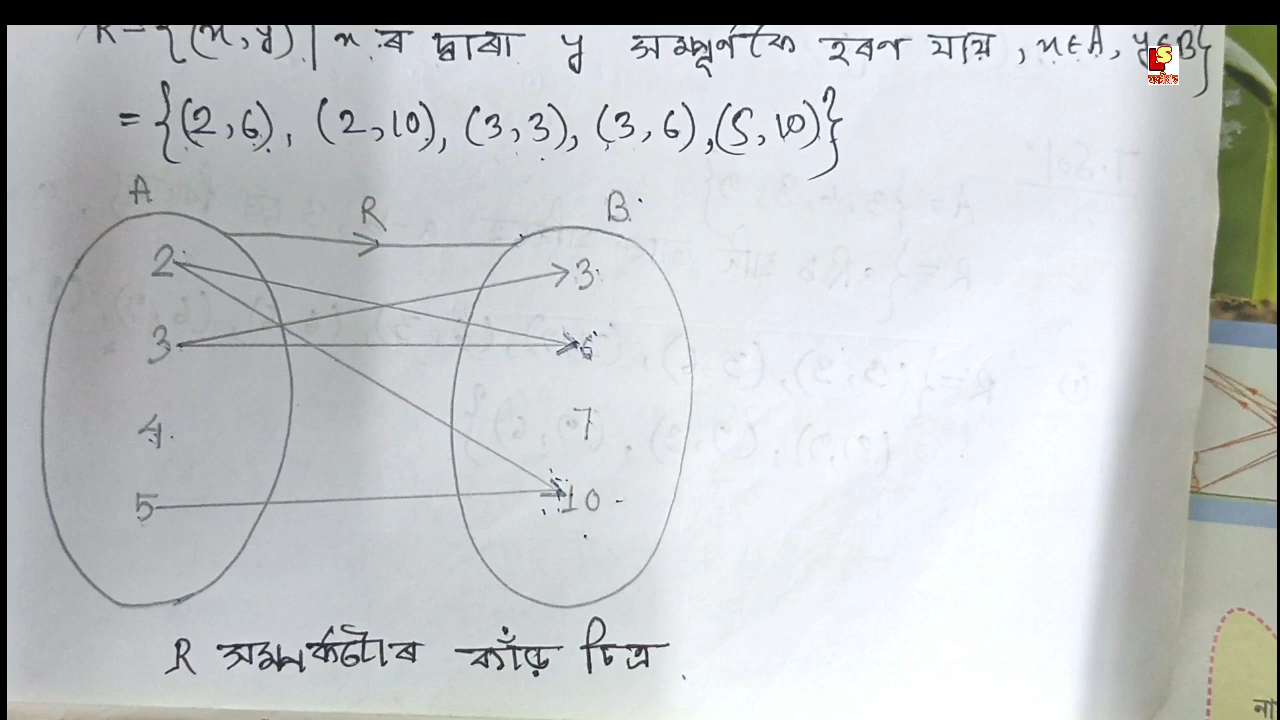 R = {(x, y) | x ৰ দ্বাৰা y সম্পূৰ্ণকৈ হৰণ যায়, x∈A, y∈B}
= {(2, 6), (2, 10), (3, 3), (3, 6), (5, 10)}
A R B
2 3
3 6
4 7
5 10
R সম্পৰ্কটোৰ কাঁড় চিত্ৰ
LS
না